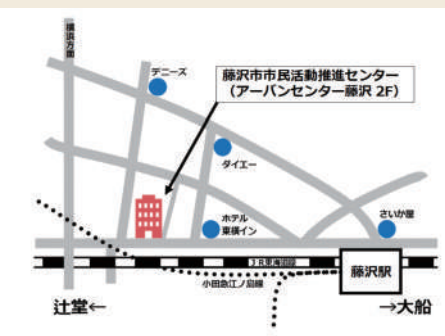 横浜方面
デニーズ
藤沢市市民活動推進センター
（アーバンセンター藤沢 2F）
ダイエー
ホテル
東横イン
さいか屋
JR東海道線
小田急江ノ島線
藤沢駅
辻堂←
→大船